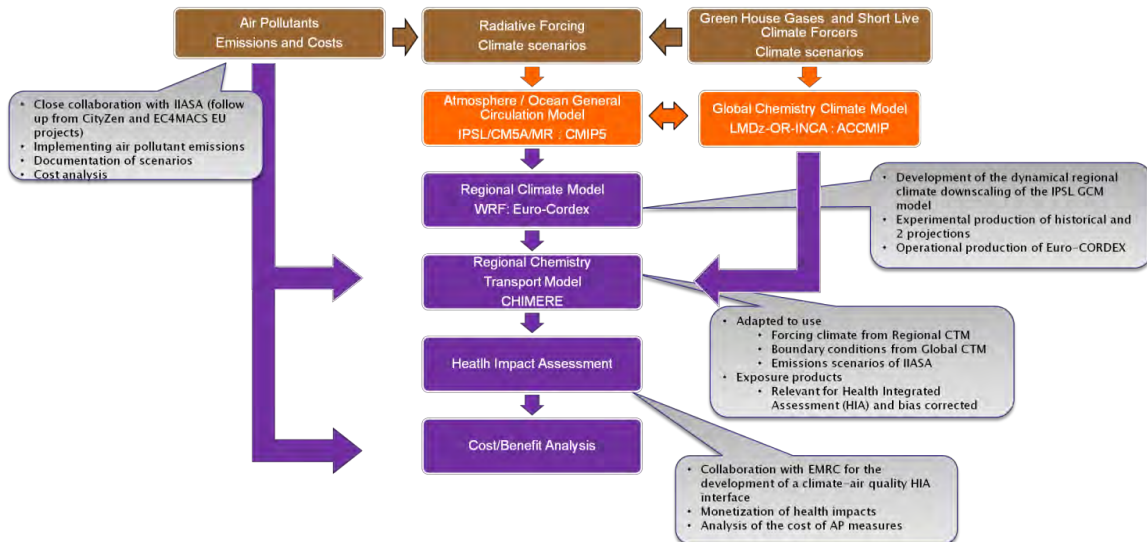 Air Pollutants
Emissions and Costs
Radiative Forcing
Climate scenarios
Green House Gases and Short Live
Climate Forcers
Climate scenarios
• Close collaboration with IIASA (follow
up from CityZen and EC4MACS EU
projects)
• Implementing air pollutant emissions
• Documentation of scenarios
• Cost analysis
Atmosphere / Ocean General
Circulation Model
IPSL/CM5A/MR : CMIP5
Global Chemistry Climate Model
LMDz-OR-INCA : ACCMIP
Regional Climate Model
WRF: Euro-Cordex
• Development of the dynamical regional
climate downscaling of the IPSL GCM
model
• Experimental production of historical and
2 projections
• Operational production of Euro-CORDEX
Regional Chemistry
Transport Model
CHIMERE
• Adapted to use
• Forcing climate from Regional CTM
• Boundary conditions from Global CTM
• Emissions scenarios of IIASA
• Exposure products
• Relevant for Health Integrated
Assessment (HIA) and bias corrected
Heatlh Impact Assessment
Cost/Benefit Analysis
• Collaboration with EMRC for the
development of a climate-air quality HIA
interface
• Monetization of health impacts
• Analysis of the cost of AP measures